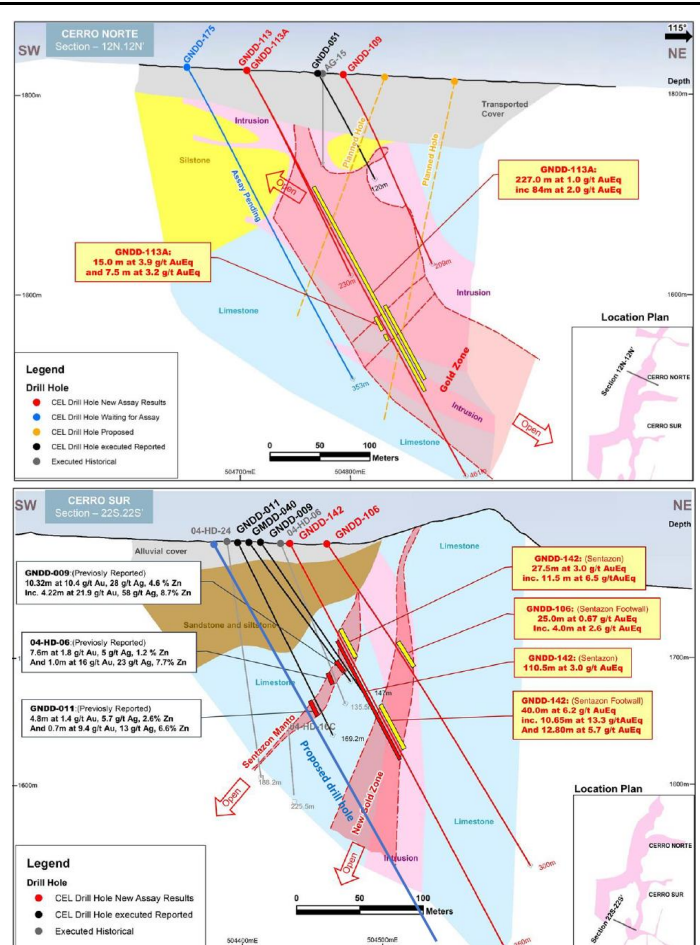 CERRO NORTE
Section – 12N.12N'
SW
115°
NE
Depth
GNDD-175
GNDD-113
GNDD-113A
GNDD-051
AG-15
GNDD-109
1800m
1800m
Transported
Cover
Intrusion
Siltstone
Planned Hole
Planned Hole
Open
Assay Pending
120m
GNDD-113A:
227.0 m at 1.0 g/t AuEq
inc 84m at 2.0 g/t AuEq
GNDD-113A:
15.0 m at 3.9 g/t AuEq
and 7.5 m at 3.2 g/t AuEq
209m
230m
1600m
1600m
Intrusion
Limestone
Location Plan
Section 12N-12N'
CERRO NORTE
CERRO SUR
Gold Zone
353m
Intrusion
Open
Limestone
Legend
Drill Hole
CEL Drill Hole New Assay Results
CEL Drill Hole Waiting for Assay
CEL Drill Hole Proposed
CEL Drill Hole executed Reported
Executed Historical
0 50 100
Meters
504700mE
504800mE
CERRO SUR
Section – 22S.22S'
SW
NE
Depth
04-HD-24
GNDD-011
GMDD-040
GNDD-009
04-HD-06
GNDD-142
GNDD-106
Alluvial cover
Limestone
GNDD-009:(Previously Reported)
10.32m at 10.4 g/t Au, 28 g/t Ag, 4.6 % Zn
Inc. 4.22m at 21.9 g/t Au, 58 g/t Ag, 8.7% Zn
GNDD-142: (Sentazon)
27.5m at 3.0 g/t AuEq
inc. 11.5 m at 6.5 g/tAuEq
Sandstone and siltstone
GNDD-106: (Sentazon Footwall)
25.0m at 0.67 g/t AuEq
Inc. 4.0m at 2.6 g/t AuEq
04-HD-06:(Previosly Reported)
7.6m at 1.8 g/t Au, 5 g/t Ag, 1.2 % Zn
And 1.0m at 16 g/t Au, 23 g/t Ag, 7.7% Zn
GNDD-142: (Sentazon)
110.5m at 3.0 g/t AuEq
1700m
Limestone
147m
GNDD-011:(Previously Reported)
4.8m at 1.4 g/t Au, 5.7 g/t Ag, 2.6% Zn
And 0.7m at 9.4 g/t Au, 13 g/t Ag, 6.6% Zn
GNDD-142: (Sentazon Footwall)
40.0m at 6.2 g/t AuEq
inc. 10.65m at 13.3 g/tAuEq
And 12.80m at 5.7 g/t AuEq
04-HD-16C
169.2m
Sentazon Manto
Proposed drill hole
188.2m
1600m
Open
New Gold Zone
Limestone
Open
Intrusion
300m
Location Plan
CERRO NORTE
CERRO SUR
Section 22S-22S'
Legend
Drill Hole
CEL Drill Hole New Assay Results
CEL Drill Hole executed Reported
Executed Historical
0 50 100
Meters